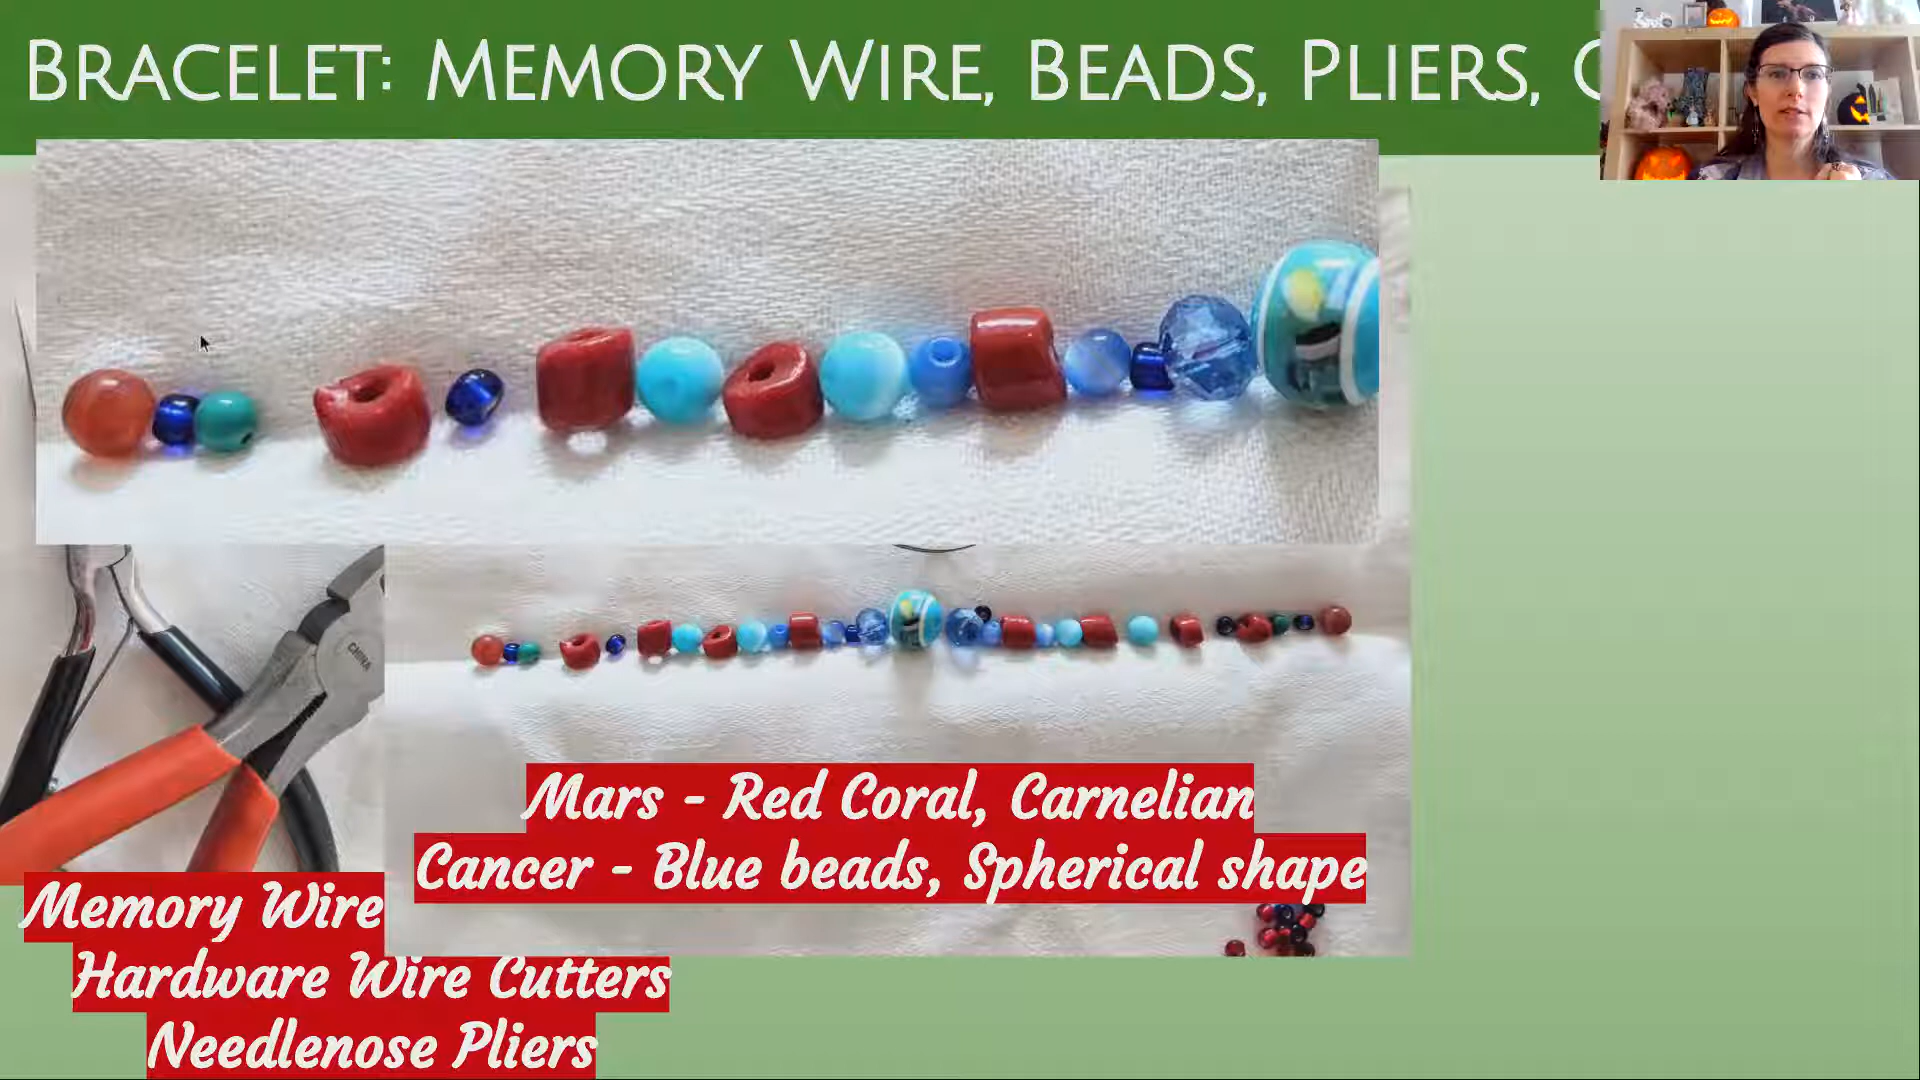 BRACELET: MEMORY WIRE, BEADS, PLIERS,
CHINA
Mars - Red Coral, Carnelian
Cancer - Blue beads, Spherical shape
Memory Wire
Hardware Wire Cutters
Needlenose Pliers